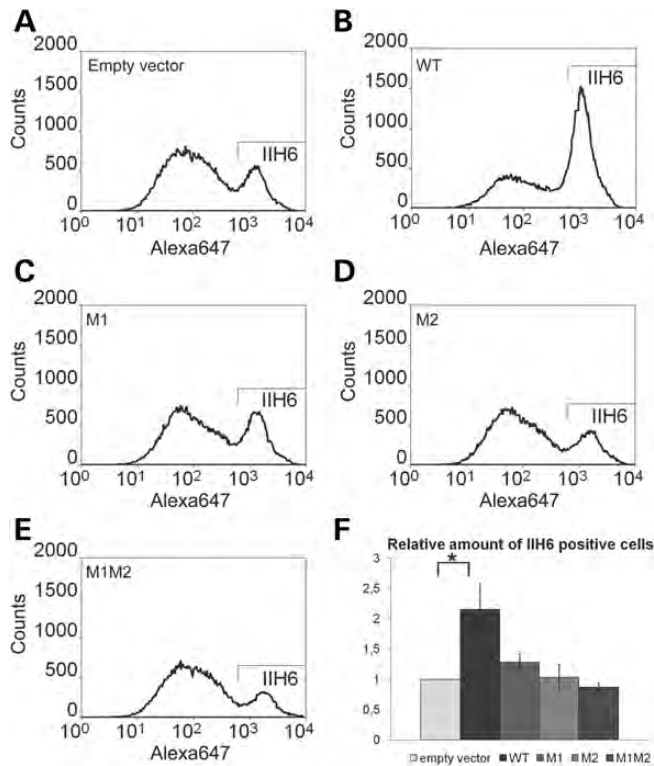 A
2000
1500
1000
500
0
Counts
Empty vector
IIH6
10⁰ 10¹ 10² 10³ 10⁴
Alexa647
B
2000
1500
1000
500
0
Counts
WT
IIH6
10⁰ 10¹ 10² 10³ 10⁴
Alexa647
C
2000
1500
1000
500
0
Counts
M1
IIH6
10⁰ 10¹ 10² 10³ 10⁴
Alexa647
D
2000
1500
1000
500
0
Counts
M2
IIH6
10⁰ 10¹ 10² 10³ 10⁴
Alexa647
E
2000
1500
1000
500
0
Counts
M1M2
IIH6
10⁰ 10¹ 10² 10³ 10⁴
Alexa647
F
Relative amount of IIH6 positive cells
3
2,5
2
1,5
1
0,5
0
*
empty vector WT M1 M2 M1M2